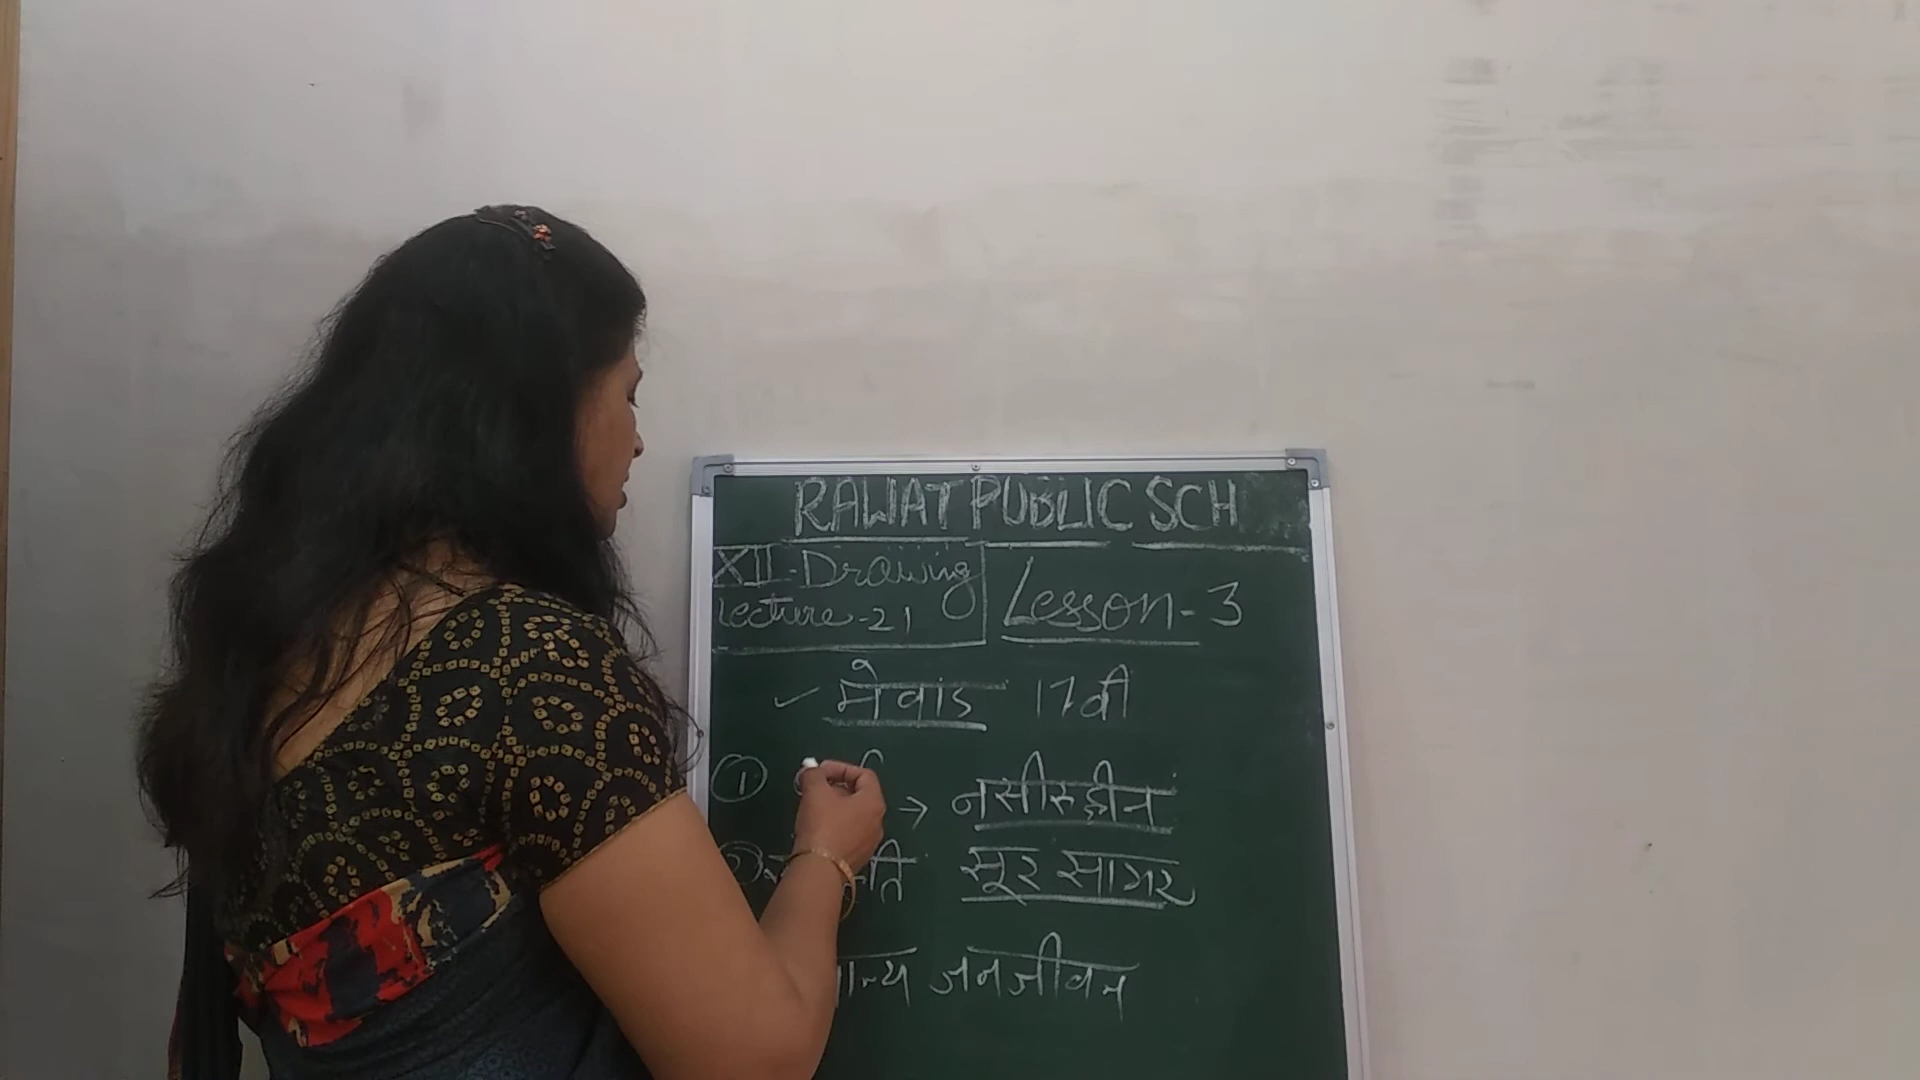 RAWAT PUBLIC SCH
XII-Drawing
Lecture-21
Lesson-3
मेवाड 17वी
① → नसीरुद्दीन
② सूर सागर
जनजीवन